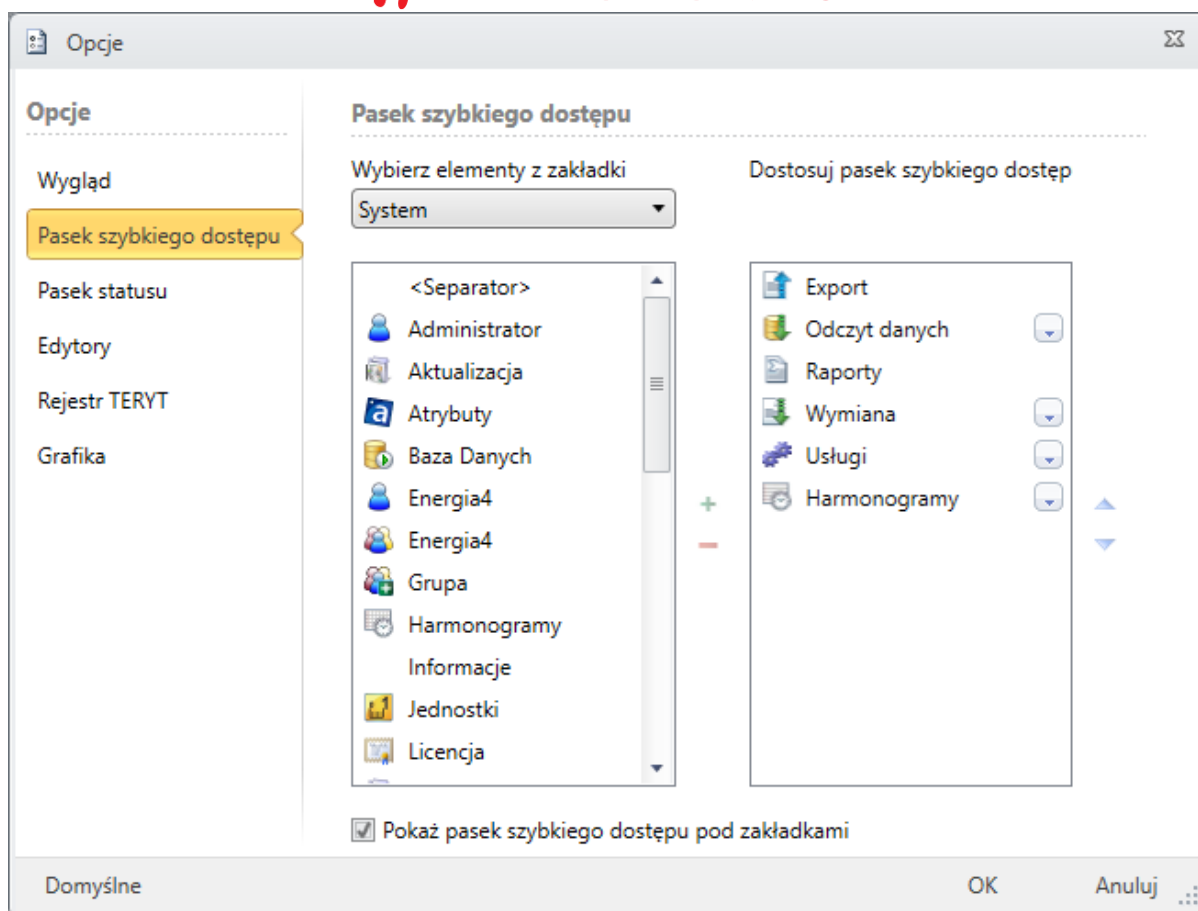 Opcje
Opcje
Wygląd
Pasek szybkiego dostępu
Pasek statusu
Edytory
Rejestr TERYT
Grafika
Pasek szybkiego dostępu
Wybierz elementy z zakładki
System
<Separator>
Administrator
Aktualizacja
Atrybuty
Baza Danych
Energia4
Energia4
Grupa
Harmonogramy
Informacje
Jednostki
Licencja
Dostosuj pasek szybkiego dostęp
Export
Odczyt danych
Raporty
Wymiana
Usługi
Harmonogramy
Pokaż pasek szybkiego dostępu pod zakładkami
Domyślne
OK
Anuluj